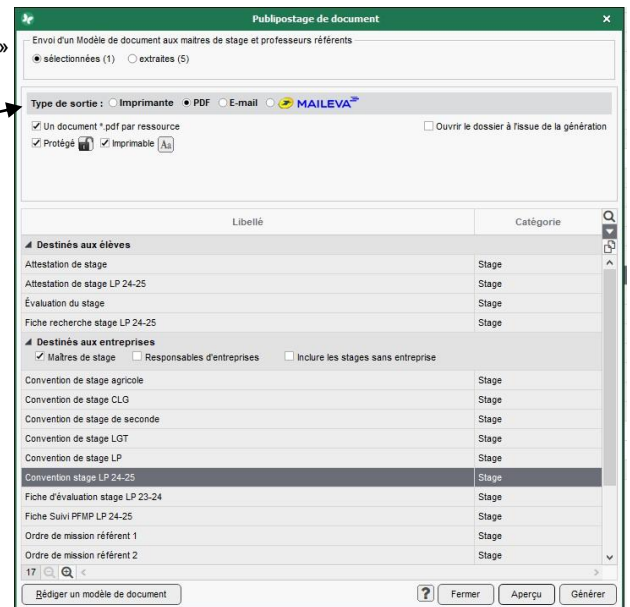 Publipostage de document
»
Envoi d'un Modèle de document aux maitres de stage et professeurs référents
sélectionnées (1) extraites (5)
Type de sortie : Imprimante PDF E-mail MAILEVA
Un document *.pdf par ressource Ouvrir le dossier à l'issue de la génération
Protégé Imprimable Aa
Libellé Catégorie
Destinés aux élèves
Attestation de stage Stage
Attestation de stage LP 24-25 Stage
Évaluation du stage Stage
Fiche recherche stage LP 24-25 Stage
Destinés aux entreprises
Maîtres de stage Responsables d'entreprises Inclure les stages sans entreprise
Convention de stage agricole Stage
Convention de stage CLG Stage
Convention de stage de seconde Stage
Convention de stage LGT Stage
Convention de stage LP Stage
Convention stage LP 24-25 Stage
Fiche d'évaluation stage LP 23-24 Stage
Fiche Suivi PFMP LP 24-25 Stage
Ordre de mission référent 1 Stage
Ordre de mission référent 2 Stage
17
Rédiger un modèle de document ? Fermer Aperçu Générer